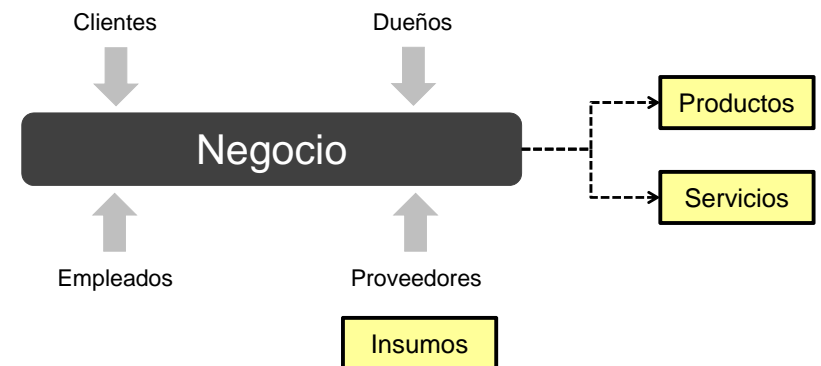 Clientes
Dueños
Productos
Negocio
Servicios
Empleados
Proveedores
Insumos